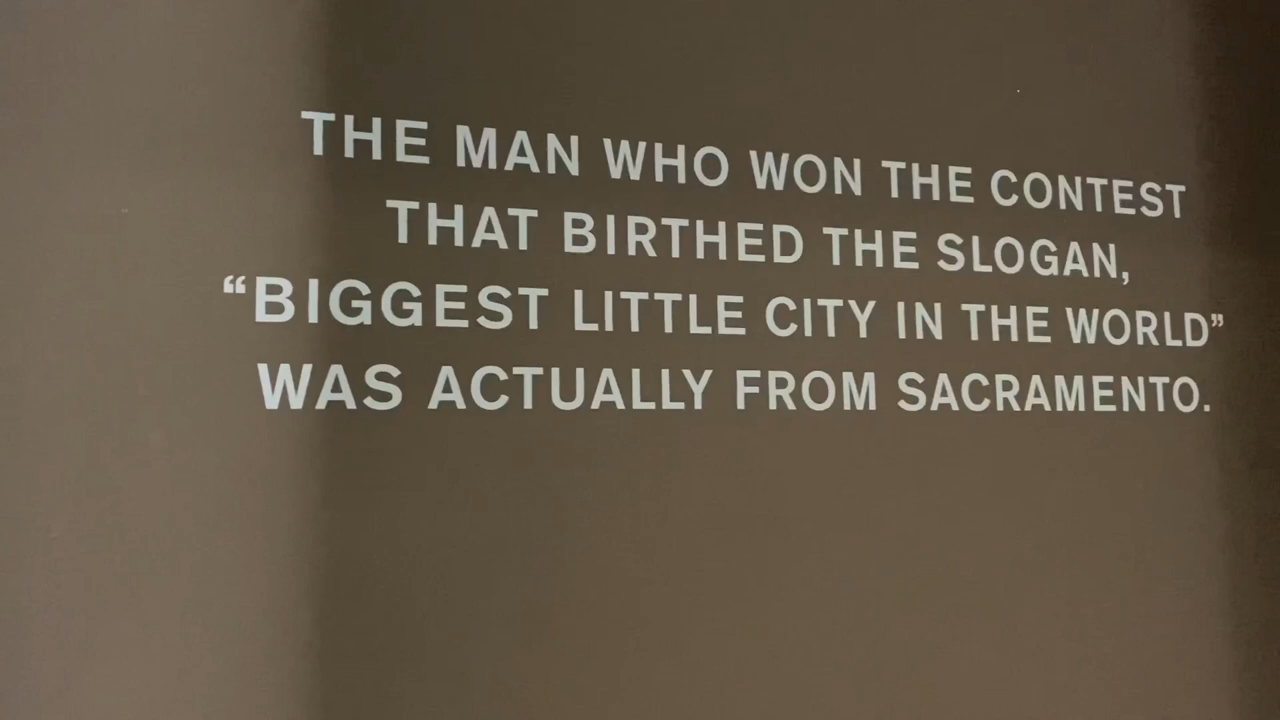 THE MAN WHO WON THE CONTEST
THAT BIRTHED THE SLOGAN,
“BIGGEST LITTLE CITY IN THE WORLD”
WAS ACTUALLY FROM SACRAMENTO.